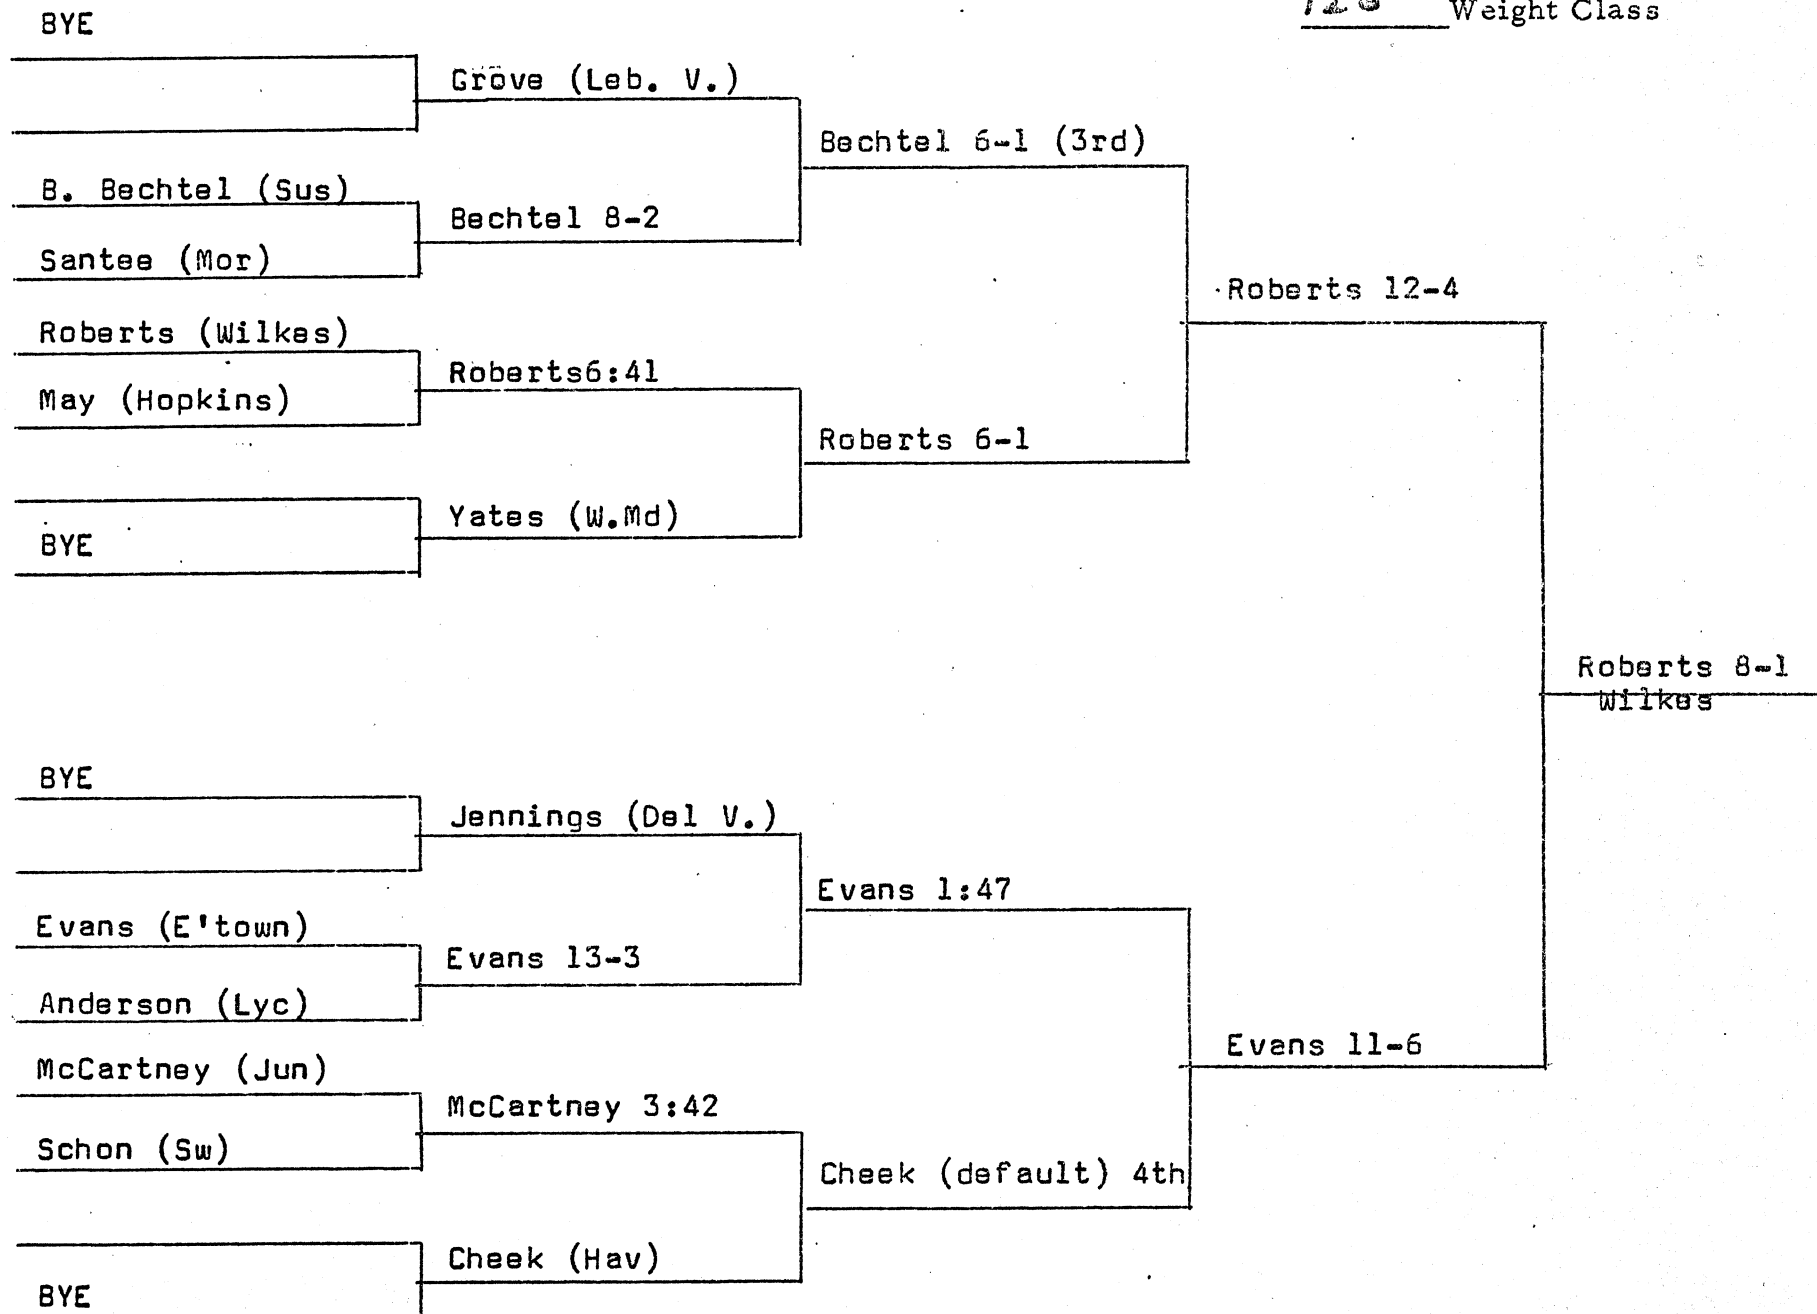 Weight Class
BYE
Grove (Leb. V.)
Bechtel 6-1 (3rd)
B. Bechtel (Sus)
Bechtel 8-2
Santee (Mor)
Roberts 12-4
Roberts (Wilkes)
Roberts6:41
May (Hopkins)
Roberts 6-1
Yates (W.Md)
BYE
Roberts 8-1
Wilkes
BYE
Jennings (Del V.)
Evans 1:47
Evans (E'town)
Evans 13-3
Anderson (Lyc)
Evans 11-6
McCartney (Jun)
McCartney 3:42
Schon (Sw)
Cheek (default) 4th
Cheek (Hav)
BYE